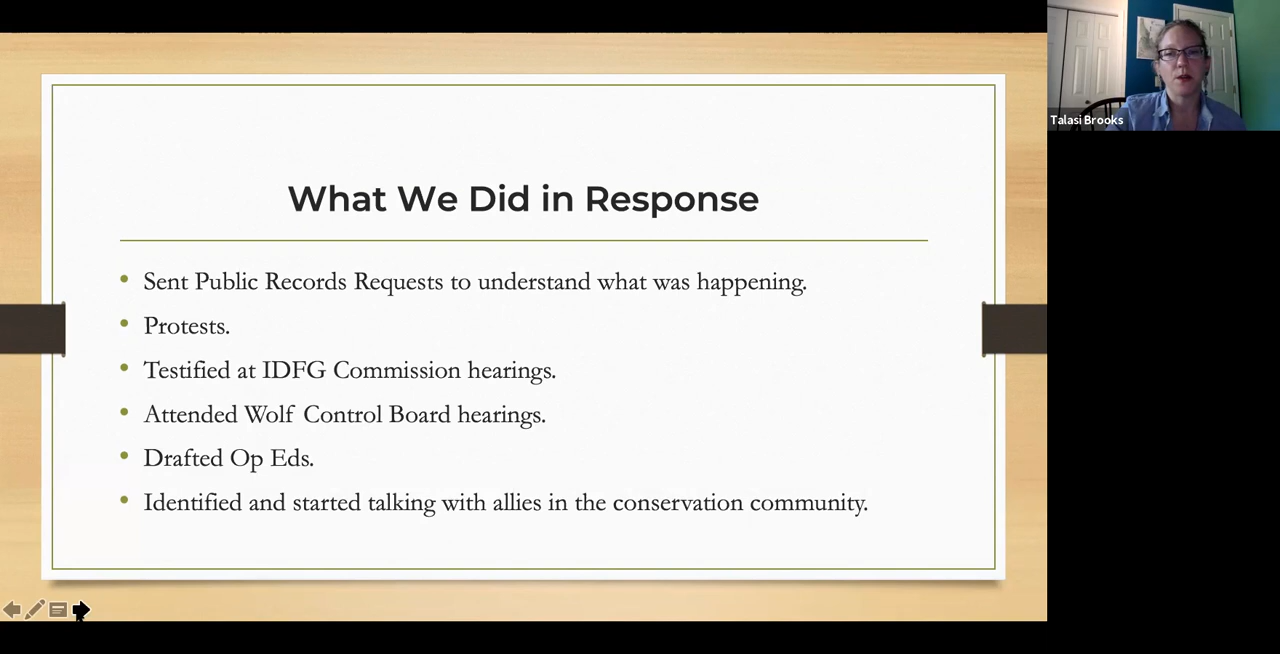 What We Did in Response
• Sent Public Records Requests to understand what was happening.
• Protests.
• Testified at IDFG Commission hearings.
• Attended Wolf Control Board hearings.
• Drafted Op Eds.
• Identified and started talking with allies in the conservation community.
Talasi Brooks